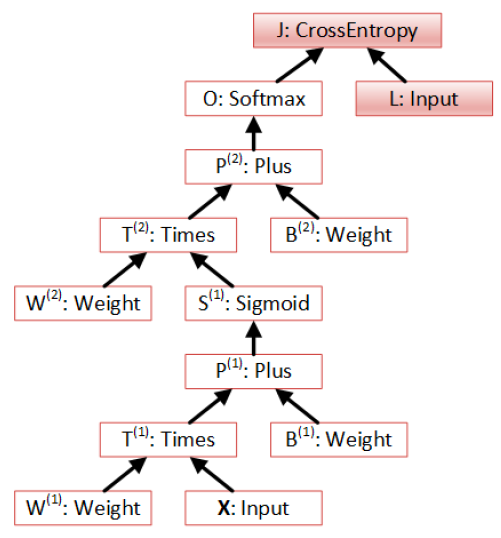 J: CrossEntropy
O: Softmax
L: Input
P(2): Plus
T(2): Times
B(2): Weight
W(2): Weight
S(1): Sigmoid
P(1): Plus
T(1): Times
B(1): Weight
W(1): Weight
X: Input